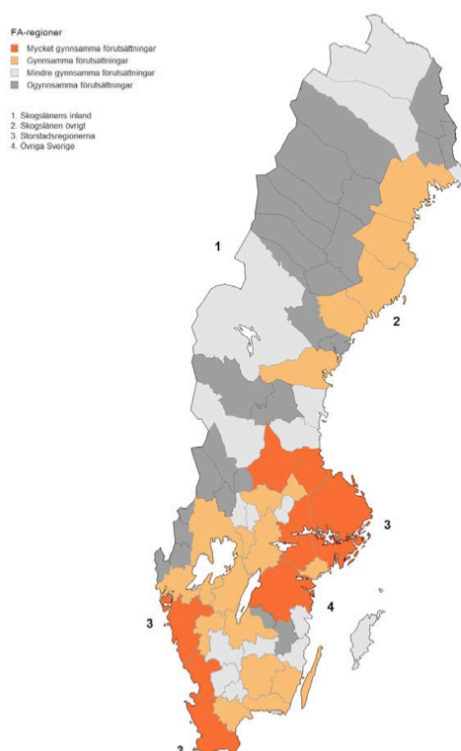 FA-regioner
Mycket gynnsamma förutsättningar
Gynnsamma förutsättningar
Mindre gynnsamma förutsättningar
Ogynnsamma förutsättningar
1. Skogslänens inland
2. Skogslänen övrigt
3. Storstadsregionerna
4. Övriga Sverige
1
2
3
4
3
3